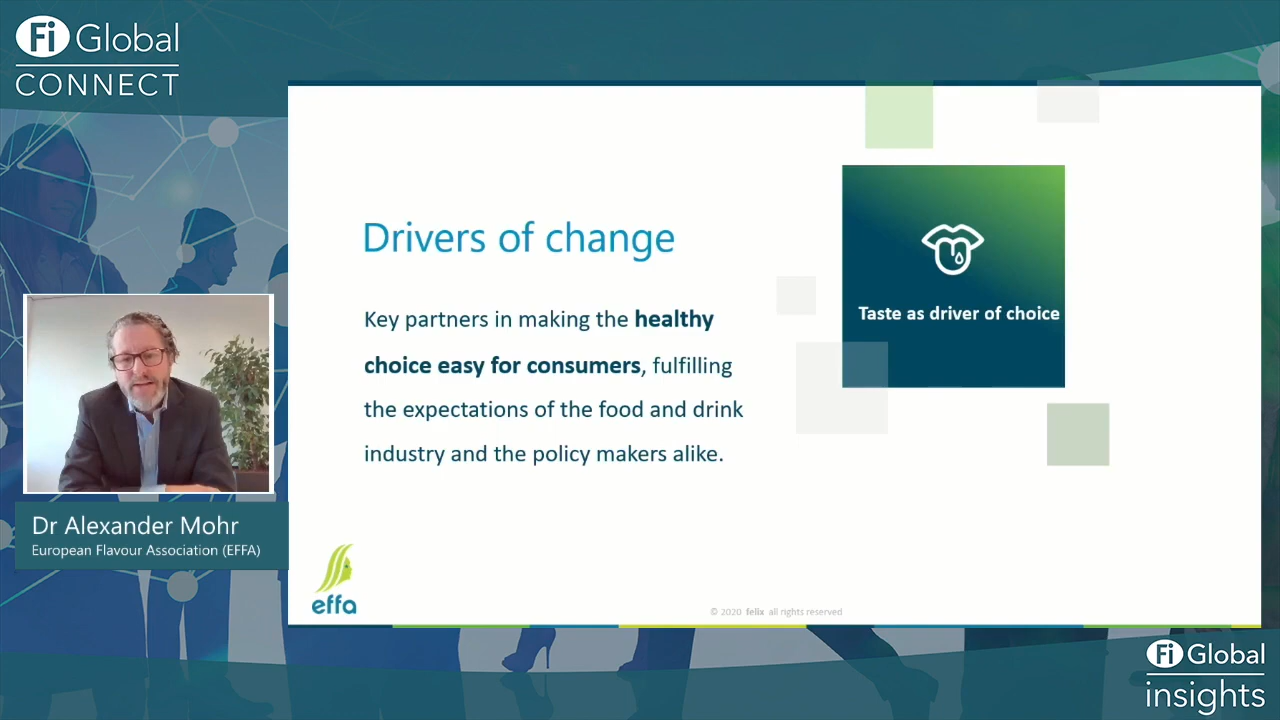 Fi Global
CONNECT
Drivers of change
Key partners in making the healthy
choice easy for consumers, fulfilling
the expectations of the food and drink
industry and the policy makers alike.
Taste as driver of choice
Dr Alexander Mohr
European Flavour Association (EFFA)
effa
© 2020 felix all rights reserved
Fi Global
insights